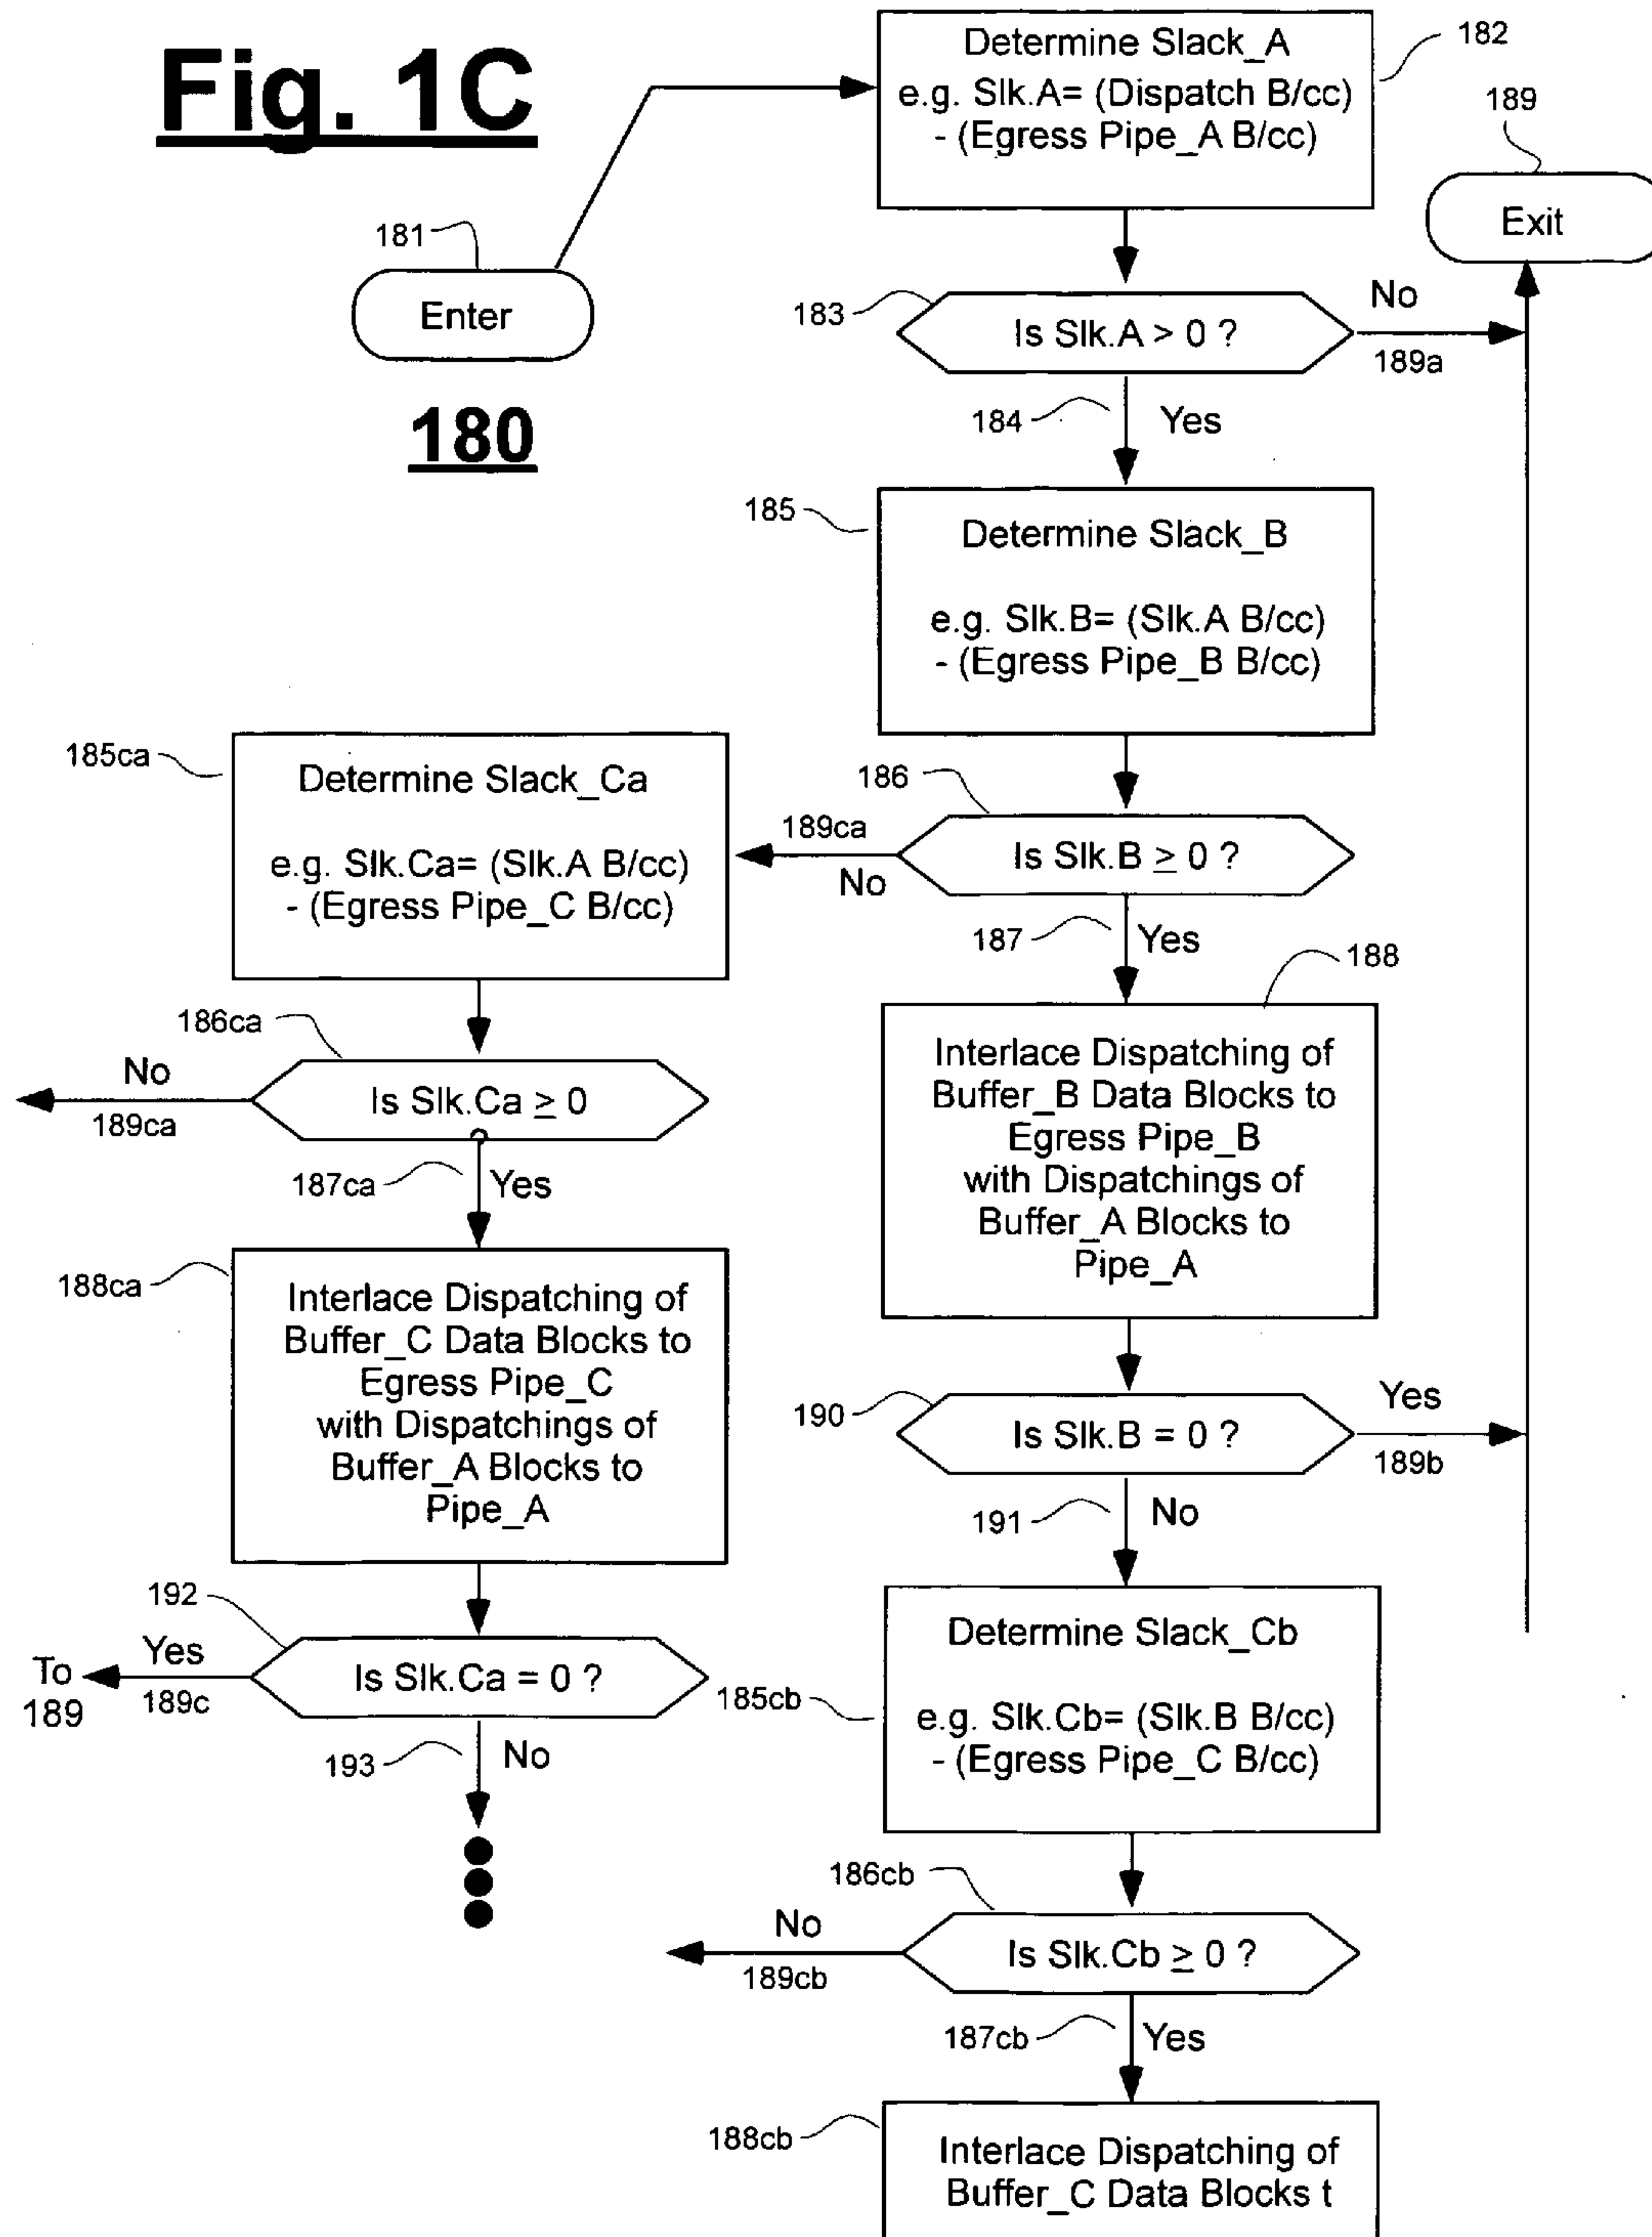 Fig. 1C
180
181
Enter
182
Determine Slack_A
e.g. Slk.A= (Dispatch B/cc)
- (Egress Pipe_A B/cc)
189
Exit
183
Is Slk.A > 0 ?
No
189a
184
Yes
185
Determine Slack_B
e.g. Slk.B= (Slk.A B/cc)
- (Egress Pipe_B B/cc)
186
Is Slk.B ≥ 0 ?
189ca
No
187
Yes
188
Interlace Dispatching of
Buffer_B Data Blocks to
Egress Pipe_B
with Dispatchings of
Buffer_A Blocks to
Pipe_A
190
Is Slk.B = 0 ?
Yes
189b
191
No
185cb
Determine Slack_Cb
e.g. Slk.Cb= (Slk.B B/cc)
- (Egress Pipe_C B/cc)
186cb
Is Slk.Cb ≥ 0 ?
No
189cb
187cb
Yes
188cb
Interlace Dispatching of
Buffer_C Data Blocks t
185ca
Determine Slack_Ca
e.g. Slk.Ca= (Slk.A B/cc)
- (Egress Pipe_C B/cc)
186ca
Is Slk.Ca ≥ 0
No
189ca
187ca
Yes
188ca
Interlace Dispatching of
Buffer_C Data Blocks to
Egress Pipe_C
with Dispatchings of
Buffer_A Blocks to
Pipe_A
192
Is Slk.Ca = 0 ?
Yes
189c
To
189
193
No